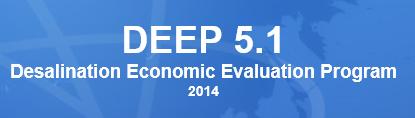 DEEP 5.1
Desalination Economic Evaluation Program
2014